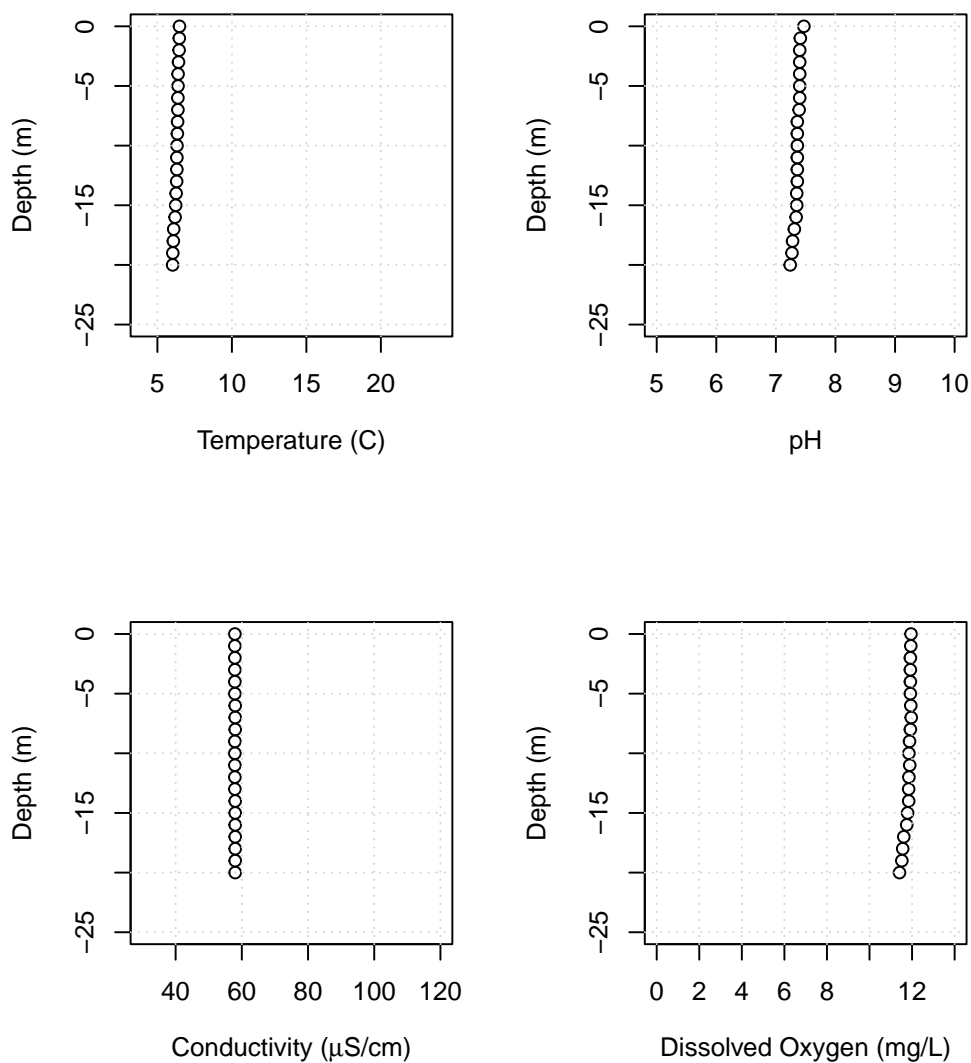 0
−5
−15
−25
Depth (m)
5 10 15 20
Temperature (C)
0
−5
−15
−25
Depth (m)
5 6 7 8 9 10
pH
0
−5
−15
−25
Depth (m)
40 60 80 100 120
Conductivity (μS/cm)
0
−5
−15
−25
Depth (m)
0 2 4 6 8 12
Dissolved Oxygen (mg/L)